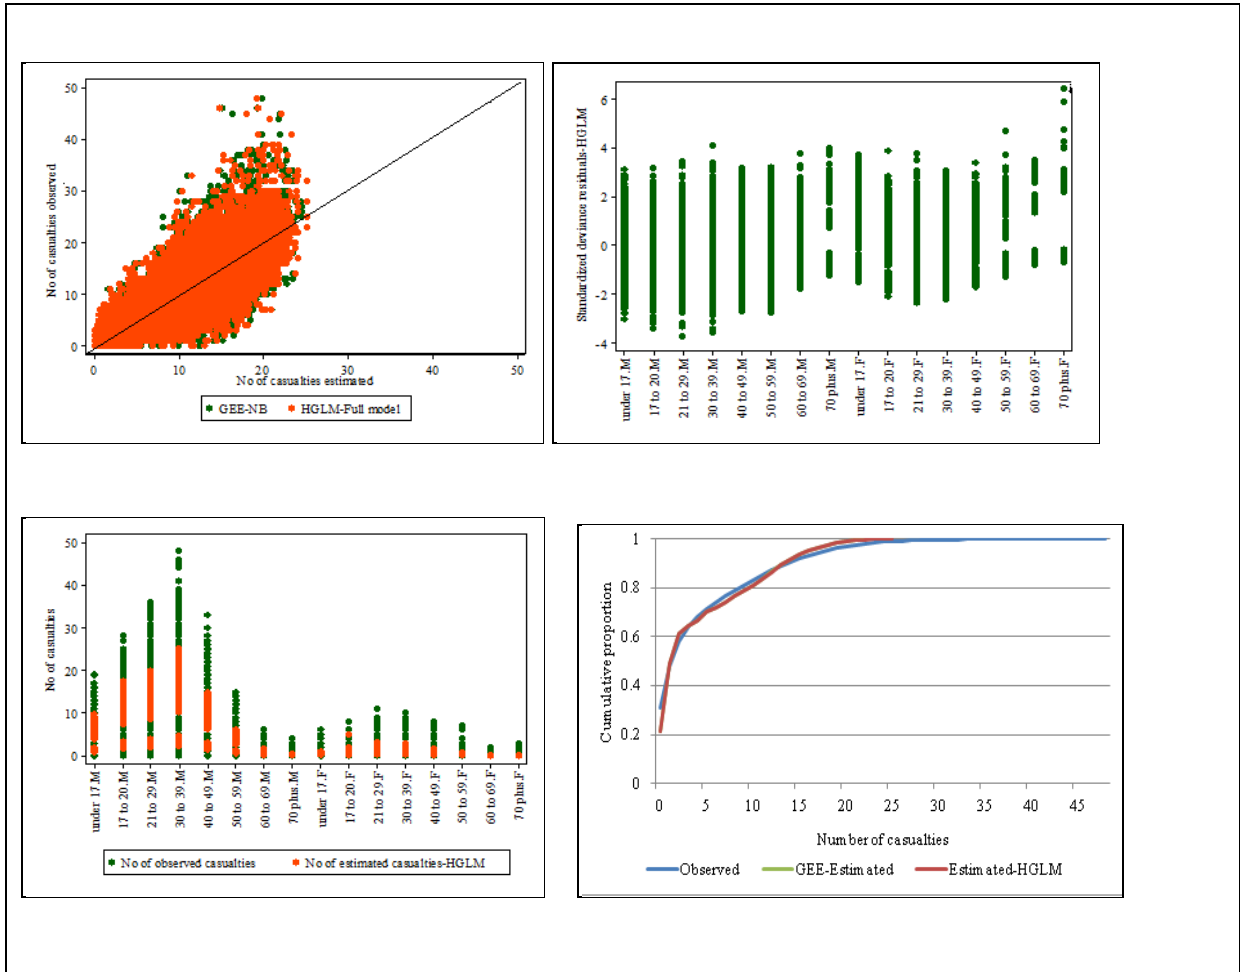 No of casualties observed
50
40
30
20
10
0
0 10 20 30 40 50
No of casualties estimated
GEE-NB HGLM-Full model
Standardized deviance residuals-HGLM
6
4
2
0
-2
-4
under 17.M
17 to 20.M
21 to 29.M
30 to 39.M
40 to 49.M
50 to 59.M
60 to 69.M
70 plus.M
under 17.F
17 to 20.F
21 to 29.F
30 to 39.F
40 to 49.F
50 to 59.F
60 to 69.F
70 plus.F
No of casualties
50
40
30
20
10
0
under 17.M
17 to 20.M
21 to 29.M
30 to 39.M
40 to 49.M
50 to 59.M
60 to 69.M
70 plus.M
under 17.F
17 to 20.F
21 to 29.F
30 to 39.F
40 to 49.F
50 to 59.F
60 to 69.F
70 plus.F
No of observed casualties No of estimated casualties-HGLM
Cumulative proportion
1
0.8
0.6
0.4
0.2
0
0 5 10 15 20 25 30 35 40 45
Number of casualties
Observed GEE-Estimated Estimated-HGLM